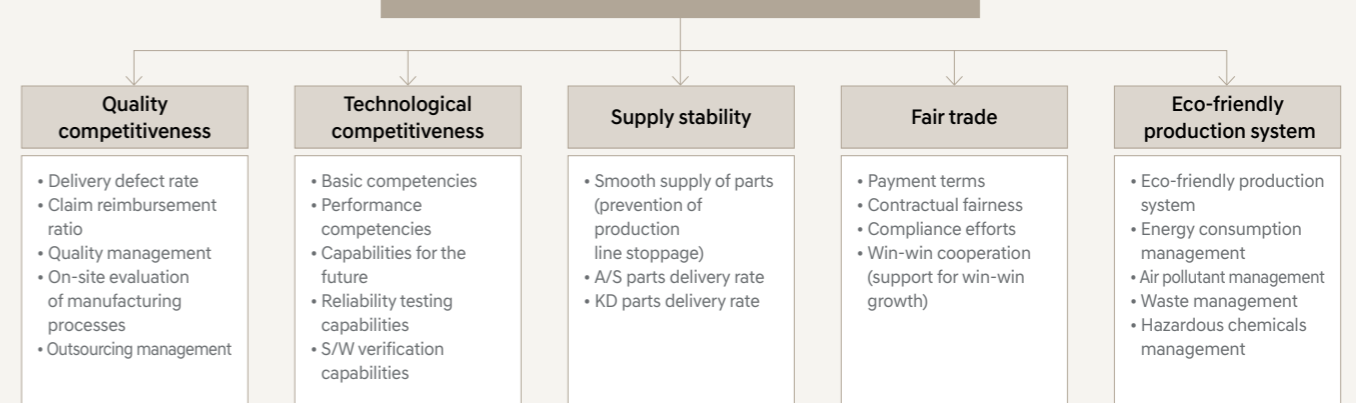 Quality
competitiveness
• Delivery defect rate
• Claim reimbursement
ratio
• Quality management
• On-site evaluation
of manufacturing
processes
• Outsourcing management
Technological
competitiveness
• Basic competencies
• Performance
competencies
• Capabilities for the
future
• Reliability testing
capabilities
• S/W verification
capabilities
Supply stability
• Smooth supply of parts
(prevention of
production
line stoppage)
• A/S parts delivery rate
• KD parts delivery rate
Fair trade
• Payment terms
• Contractual fairness
• Compliance efforts
• Win-win cooperation
(support for win-win
growth)
Eco-friendly
production system
• Eco-friendly production
system
• Energy consumption
management
• Air pollutant management
• Waste management
• Hazardous chemicals
management